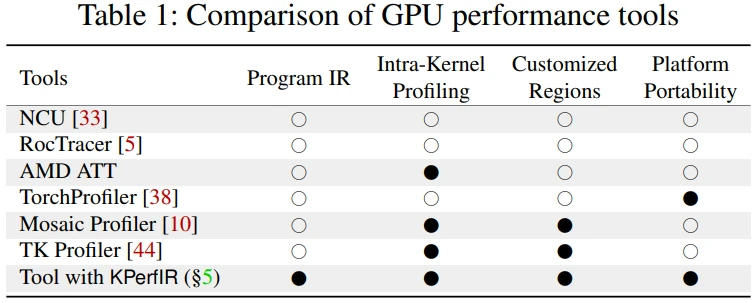 Table 1: Comparison of GPU performance tools
Tools Program IR Intra-Kernel Profiling Customized Regions Platform Portability
NCU [33] ○ ○ ○ ○
RocTracer [5] ○ ○ ○ ○
AMD ATT ○ ● ○ ○
TorchProfiler [38] ○ ○ ○ ●
Mosaic Profiler [10] ○ ● ● ○
TK Profiler [44] ○ ● ● ○
Tool with KPerfIR (§5) ● ● ● ●